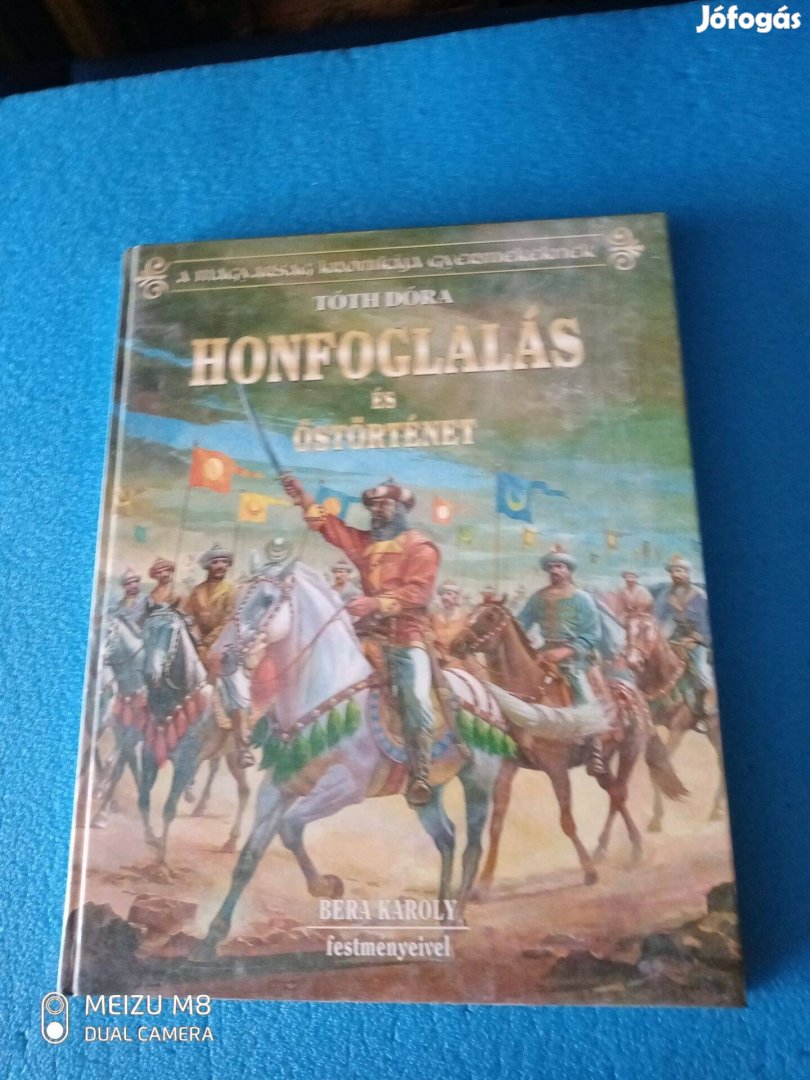 Jófogás
A magyarság krónikája gyermekeknek
TÓTH DÓRA
HONFOGLALÁS
ÉS
ŐSTÖRTÉNET
BERA KÁROLY
festményeivel
MEIZU M8
DUAL CAMERA